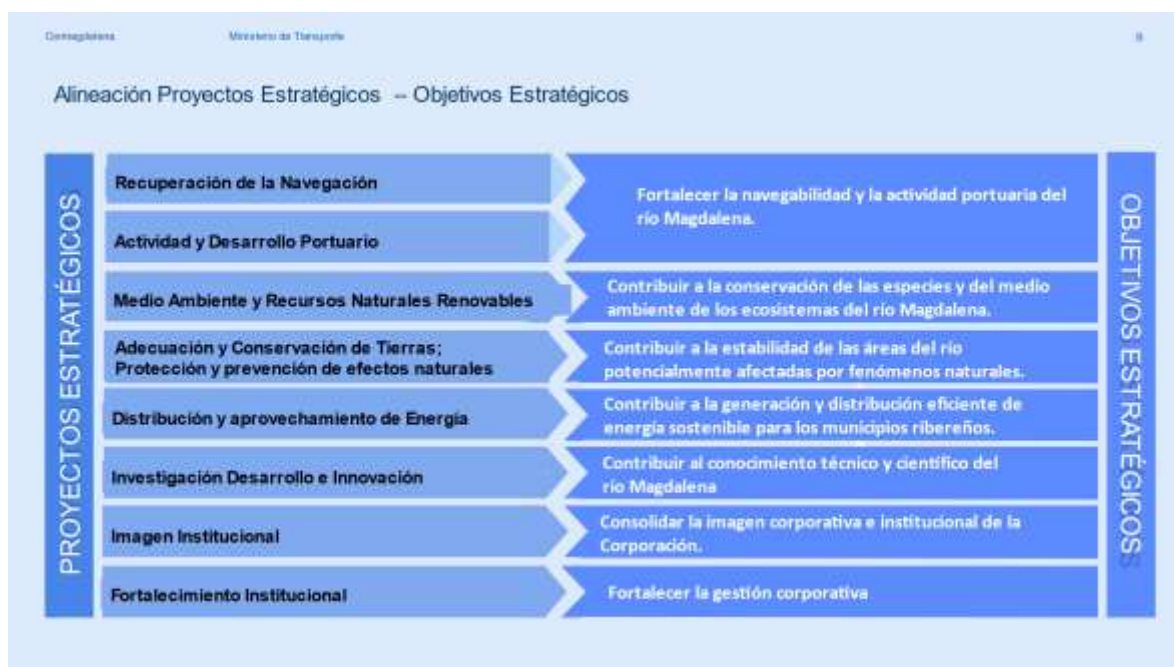 Cormagdalena
Ministerio de Transporte
Alineación Proyectos Estratégicos – Objetivos Estratégicos
PROYECTOS ESTRATÉGICOS
Recuperación de la Navegación
Actividad y Desarrollo Portuario
Fortalecer la navegabilidad y la actividad portuaria del
río Magdalena.
Medio Ambiente y Recursos Naturales Renovables
Contribuir a la conservación de las especies y del medio
ambiente de los ecosistemas del río Magdalena.
Adecuación y Conservación de Tierras;
Protección y prevención de efectos naturales
Contribuir a la estabilidad de las áreas del río
potencialmente afectadas por fenómenos naturales.
Distribución y aprovechamiento de Energía
Contribuir a la generación y distribución eficiente de
energía sostenible para los municipios ribereños.
Investigación Desarrollo e Innovación
Contribuir al conocimiento técnico y científico del
río Magdalena
Imagen Institucional
Consolidar la imagen corporativa e institucional de la
Corporación.
Fortalecimiento Institucional
Fortalecer la gestión corporativa
OBJETIVOS ESTRATÉGICOS